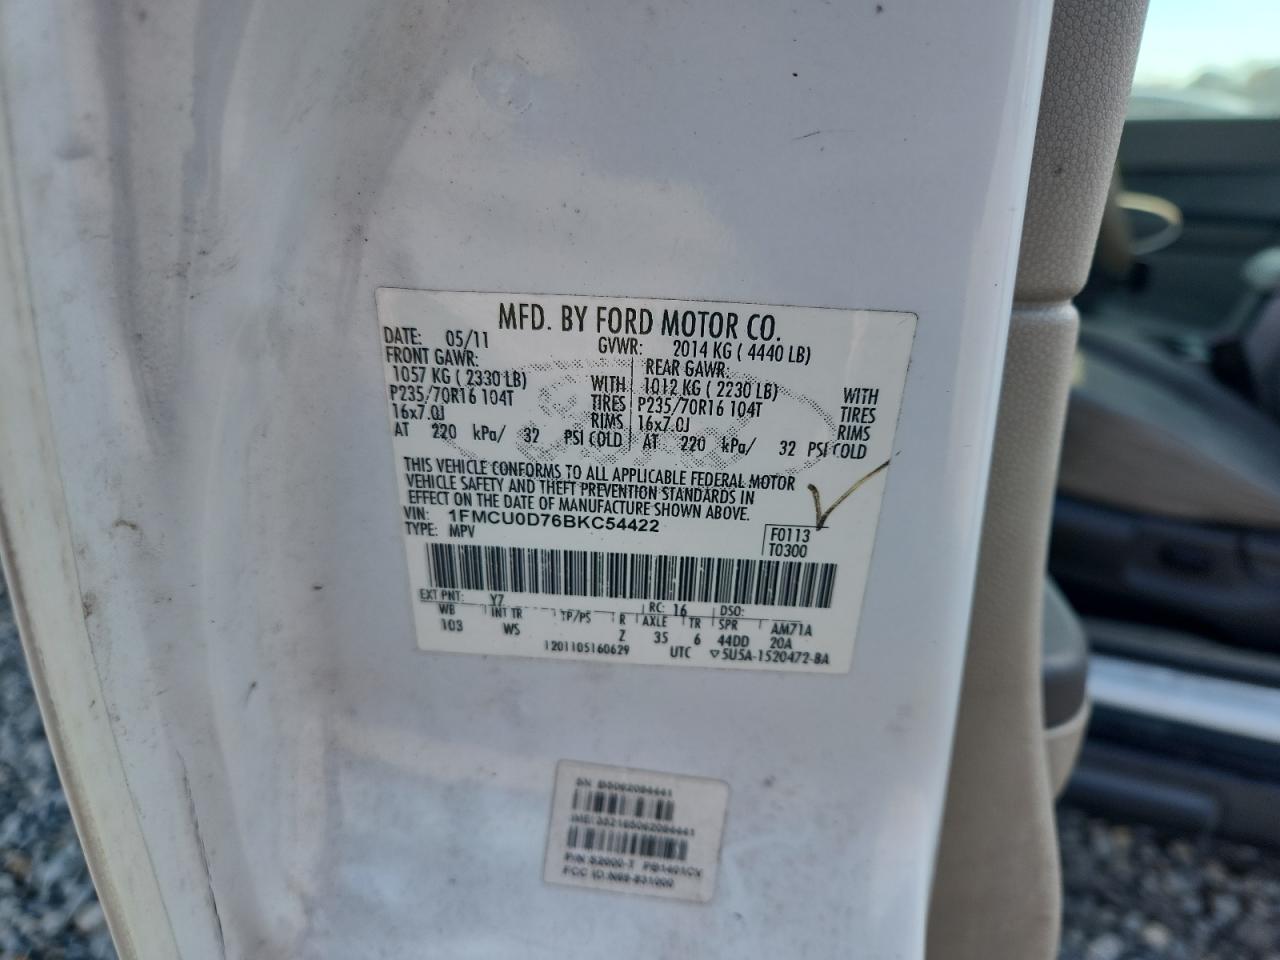 MFD. BY FORD MOTOR CO.
DATE: 05/11 GVWR: 2014 KG ( 4440 LB)
FRONT GAWR: REAR GAWR:
1057 KG ( 2330 LB) WITH 1012 KG ( 2230 LB) WITH
P235/70R16 104T TIRES P235/70R16 104T TIRES
16x7.0J RIMS 16x7.0J RIMS
AT 220 kPa/ 32 PSI COLD AT 220 kPa/ 32 PSI COLD
THIS VEHICLE CONFORMS TO ALL APPLICABLE FEDERAL MOTOR
VEHICLE SAFETY AND THEFT PREVENTION STANDARDS IN
EFFECT ON THE DATE OF MANUFACTURE SHOWN ABOVE.
VIN: 1FMCU0D76BKC54422
TYPE: MPV
F0113
T0300
EXT PNT: Y7 RC: 16 DSO:
WB INT TR TP/PS R AXLE TR SPR AM71A
103 WS Z 35 6 44DD 20A
1201105160629 UTC ▽5U5A-1520472-BA
SN
IMEI
P/N
FCC ID